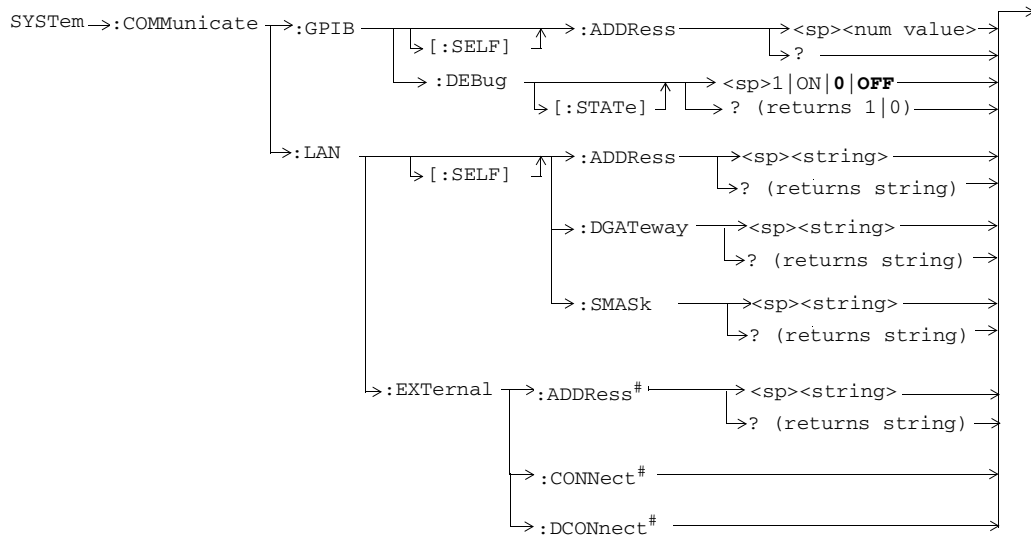 SYSTem :COMMunicate :GPIB [:SELF] :ADDRess <sp><num value>
?
:DEBug [:STATe] <sp>1|ON|0|OFF
? (returns 1|0)
:LAN [:SELF] :ADDRess <sp><string>
? (returns string)
:DGATeway <sp><string>
? (returns string)
:SMASk <sp><string>
? (returns string)
:EXTernal :ADDRess# <sp><string>
? (returns string)
:CONNect#
:DCONnect#